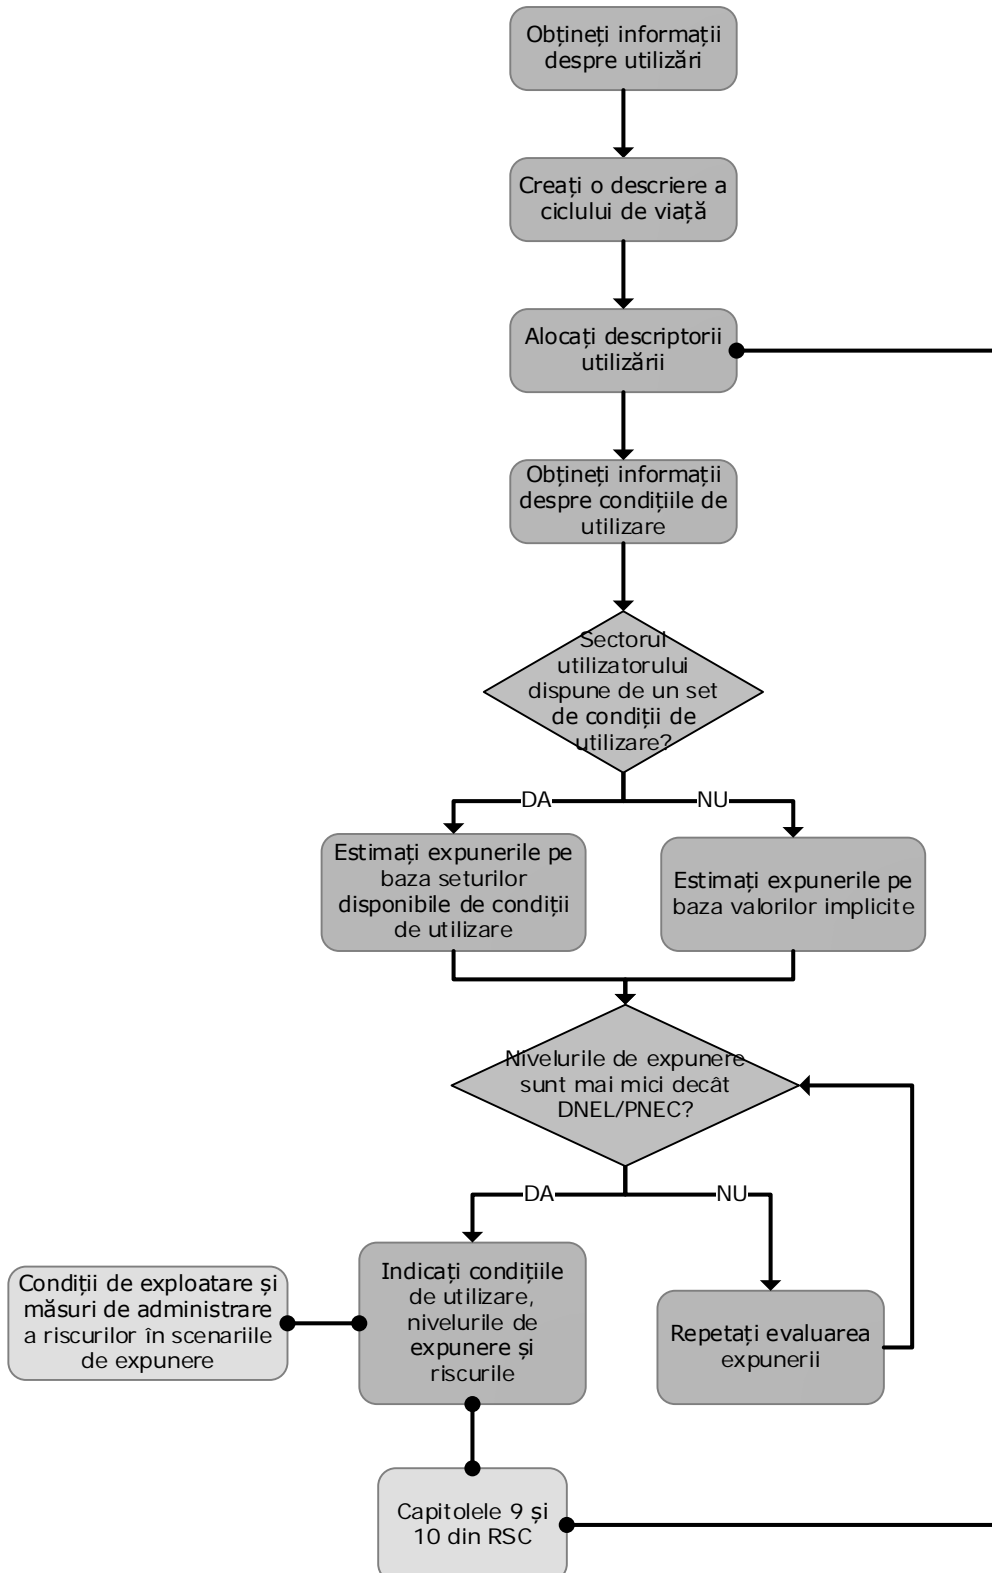 Obțineți informații
despre utilizări
Creați o descriere a
ciclului de viață
Alocați descriptorii
utilizării
Obțineți informații
despre condițiile de
utilizare
Sectorul
utilizatorului
dispune de un set
de condiții de
utilizare?
DA
NU
Estimați expunerile pe
baza seturilor
disponibile de condiții
de utilizare
Estimați expunerile pe
baza valorilor implicite
Nivelurile de expunere
sunt mai mici decât
DNEL/PNEC?
DA
NU
Condiții de exploatare și
măsuri de administrare
a riscurilor în scenariile
de expunere
Indicați condițiile
de utilizare,
nivelurile de
expunere și
riscurile
Repetați evaluarea
expunerii
Capitolele 9 și
10 din RSC